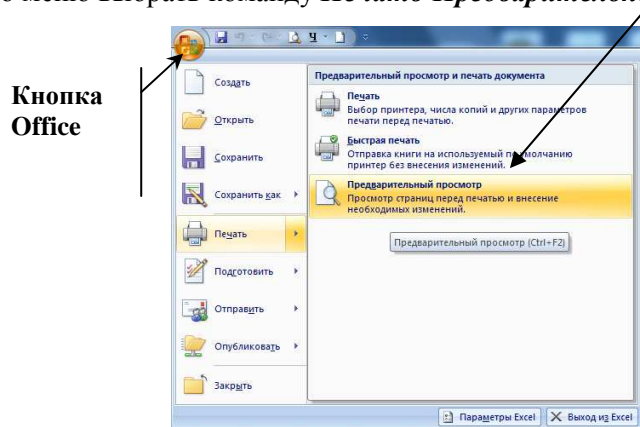 меню выбрать команду Печать-Предварительн
Ч
Кнопка
Office
Создать
Открыть
Сохранить
Сохранить как
Печать
Подготовить
Отправить
Опубликовать
Закрыть
Предварительный просмотр и печать документа
Печать
Выбор принтера, числа копий и других параметров
печати перед печатью.
Быстрая печать
Отправка книги на используемый по умолчанию
принтер без внесения изменений.
Предварительный просмотр
Просмотр страниц перед печатью и внесение
необходимых изменений.
Предварительный просмотр (Ctrl+F2)
Параметры Excel
Выход из Excel